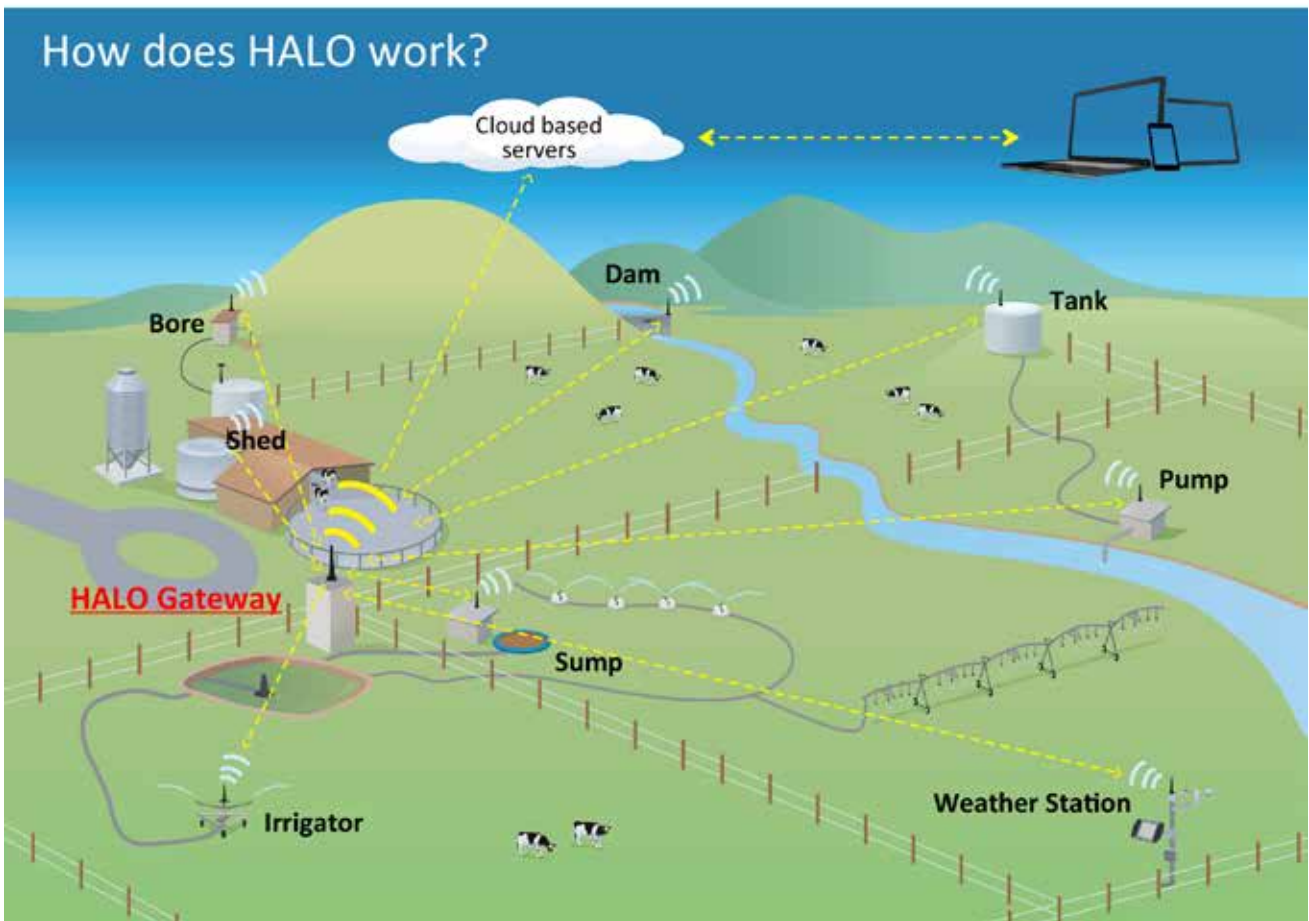 How does HALO work?
Cloud based
servers
Dam
Tank
Bore
Shed
Pump
HALO Gateway
Sump
Weather Station
Irrigator